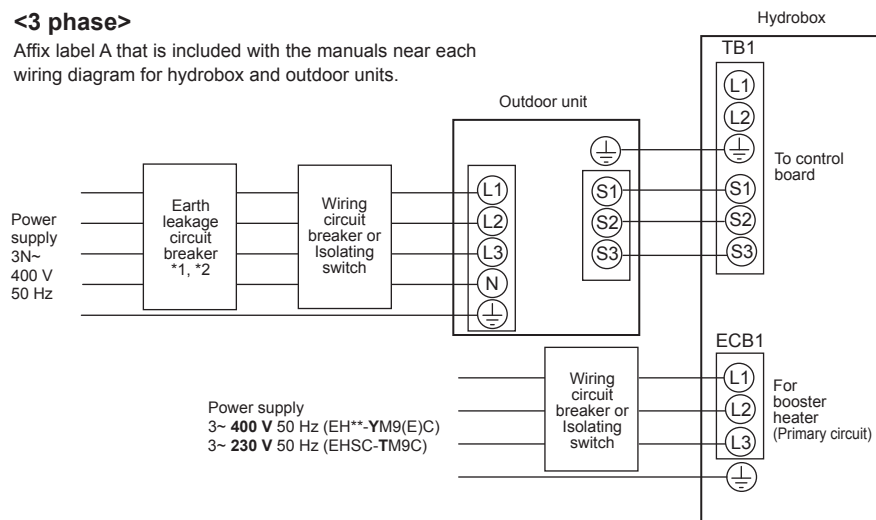 <3 phase>
Affix label A that is included with the manuals near each
wiring diagram for hydrobox and outdoor units.
Hydrobox
TB1
L1
L2
To control
board
S1
S2
S3
Outdoor unit
L1
L2
L3
N
S1
S2
S3
Power
supply
3N~
400 V
50 Hz
Earth
leakage
circuit
breaker
*1, *2
Wiring
circuit
breaker or
Isolating
switch
ECB1
L1
L2
L3
For
booster
heater
(Primary circuit)
Wiring
circuit
breaker or
Isolating
switch
Power supply
3~ 400 V 50 Hz (EH**-YM9(E)C)
3~ 230 V 50 Hz (EHSC-TM9C)